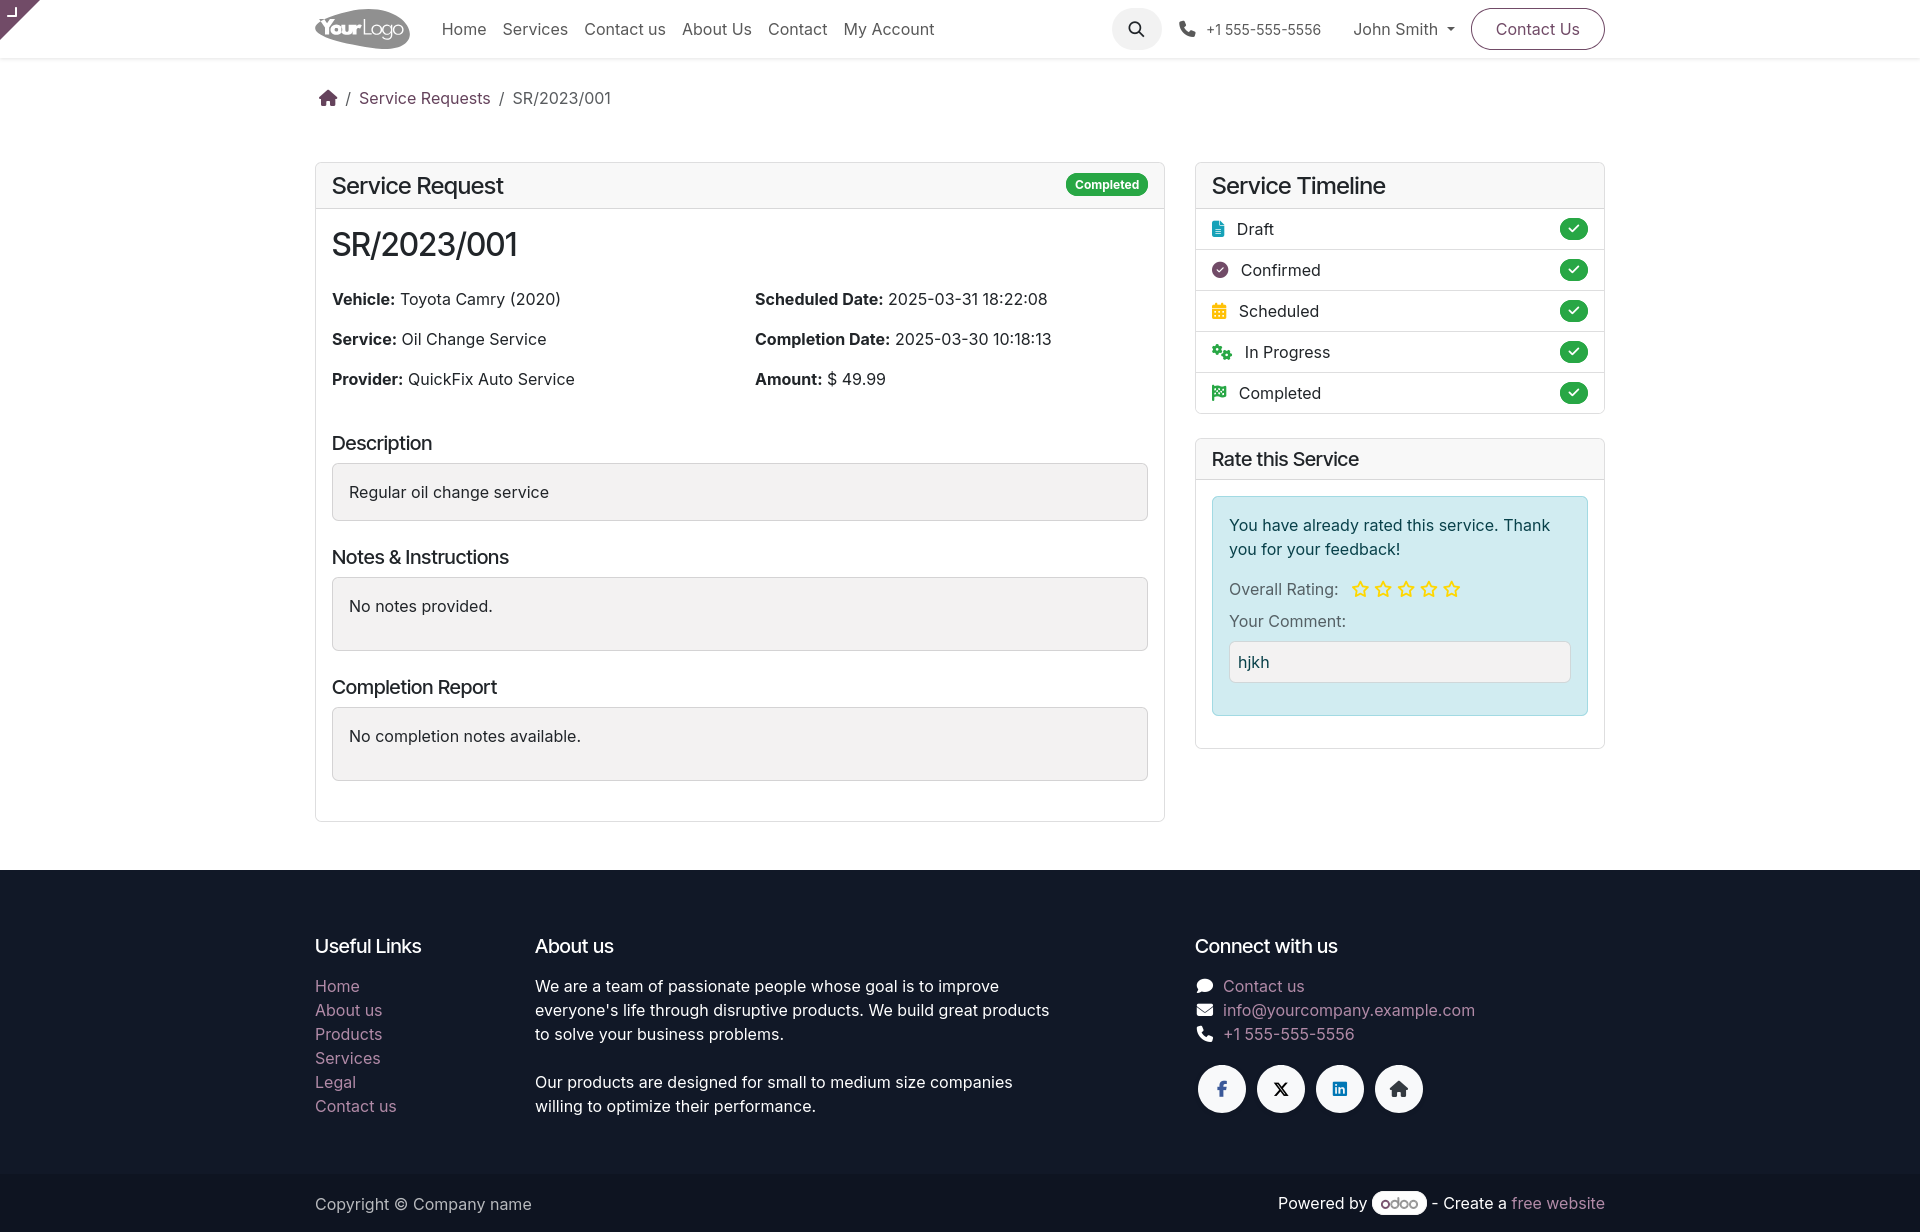 YourLogo
Home Services Contact us About Us Contact My Account
+1 555-555-5556
John Smith
Contact Us
/ Service Requests / SR/2023/001
Service Request
Completed
SR/2023/001
Vehicle: Toyota Camry (2020)
Service: Oil Change Service
Provider: QuickFix Auto Service
Scheduled Date: 2025-03-31 18:22:08
Completion Date: 2025-03-30 10:18:13
Amount: $ 49.99
Description
Regular oil change service
Notes & Instructions
No notes provided.
Completion Report
No completion notes available.
Service Timeline
Draft
Confirmed
Scheduled
In Progress
Completed
Rate this Service
You have already rated this service. Thank
you for your feedback!
Overall Rating:
Your Comment:
hjkh
Useful Links
Home
About us
Products
Services
Legal
Contact us
About us
We are a team of passionate people whose goal is to improve
everyone's life through disruptive products. We build great products
to solve your business problems.
Our products are designed for small to medium size companies
willing to optimize their performance.
Connect with us
Contact us
info@yourcompany.example.com
+1 555-555-5556
Copyright © Company name
Powered by odoo - Create a free website